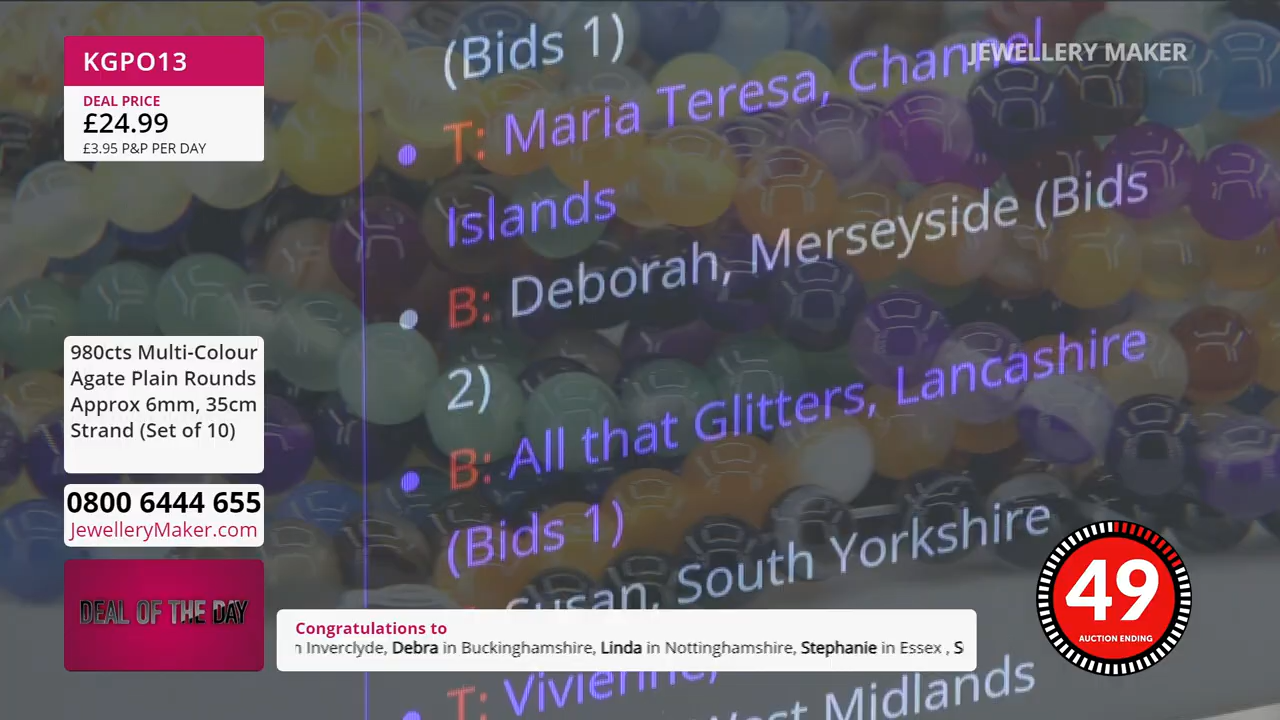 KGPO13
DEAL PRICE
£24.99
£3.95 P&P PER DAY
JEWELLERY MAKER
(Bids 1)
• T: Maria Teresa, Channel
Islands
• B: Deborah, Merseyside (Bids
2)
• B: All that Glitters, Lancashire
(Bids 1)
Susan, South Yorkshire
• T: Vivienne,
West Midlands
980cts Multi-Colour
Agate Plain Rounds
Approx 6mm, 35cm
Strand (Set of 10)
0800 6444 655
JewelleryMaker.com
DEAL OF THE DAY
Congratulations to
n Inverclyde, Debra in Buckinghamshire, Linda in Nottinghamshire, Stephanie in Essex , S
49
AUCTION ENDING